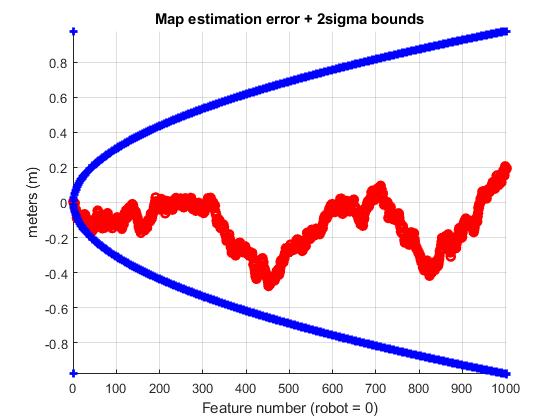 Map estimation error + 2sigma bounds
meters (m)
0.8
0.6
0.4
0.2
0
-0.2
-0.4
-0.6
-0.8
0 100 200 300 400 500 600 700 800 900 1000
Feature number (robot = 0)